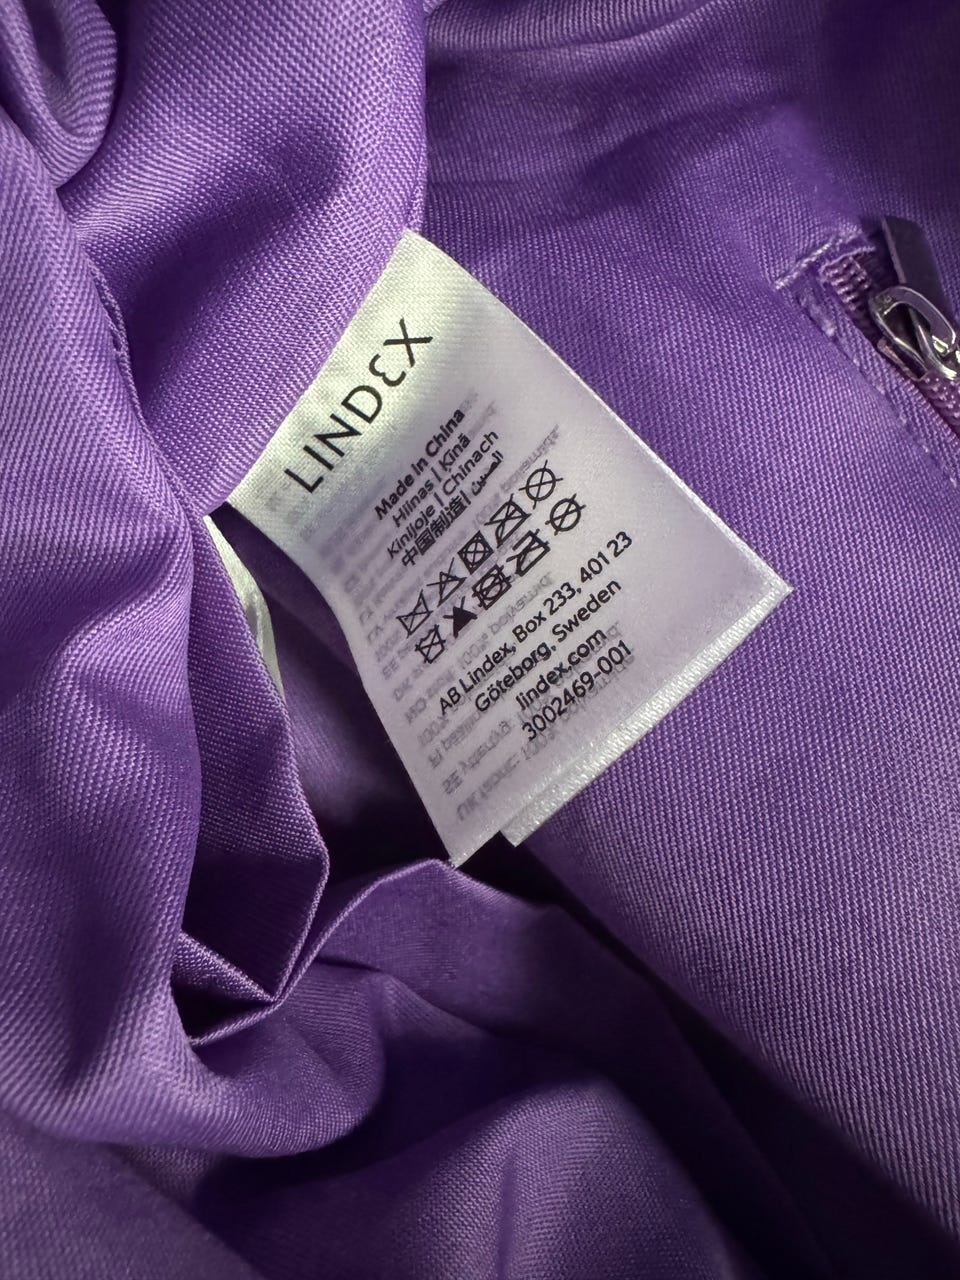 LINDEX
Made in China
Hiinas | Kīnā
Kinijoje | Chinach
中国制造 | الصين
AB Lindex, Box 233, 401 23
Göteborg, Sweden
lindex.com
3002469-001